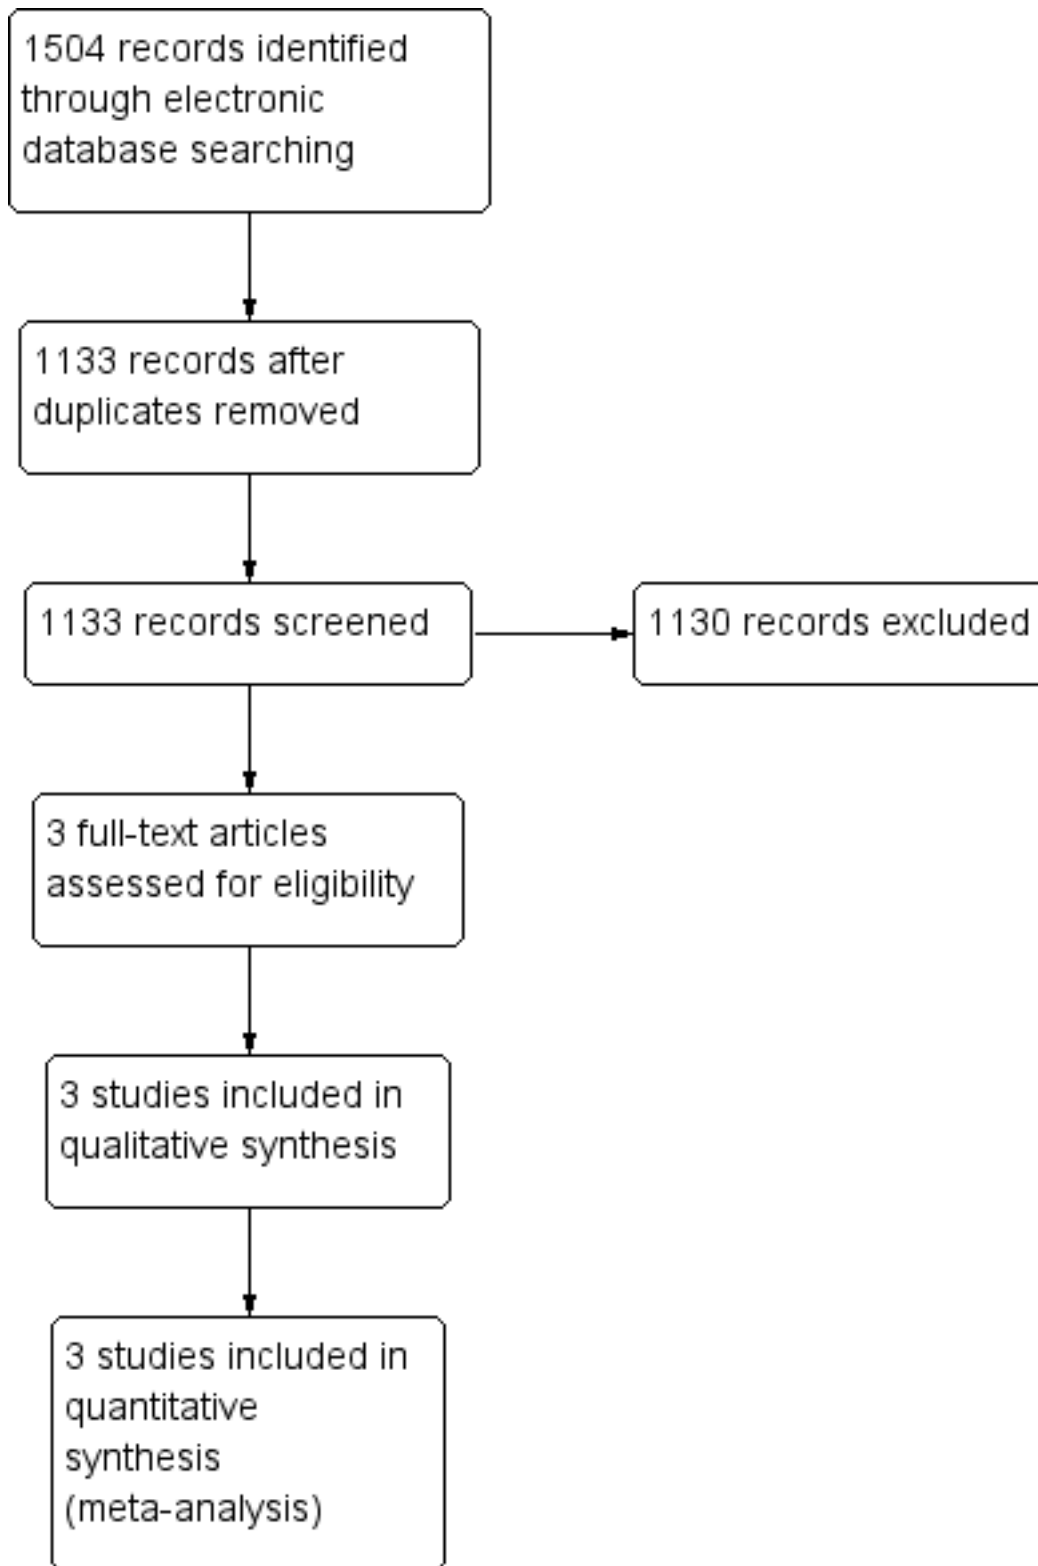 1504 records identified
through electronic
database searching
1133 records after
duplicates removed
1133 records screened
1130 records excluded
3 full-text articles
assessed for eligibility
3 studies included in
qualitative synthesis
3 studies included in
quantitative
synthesis
(meta-analysis)